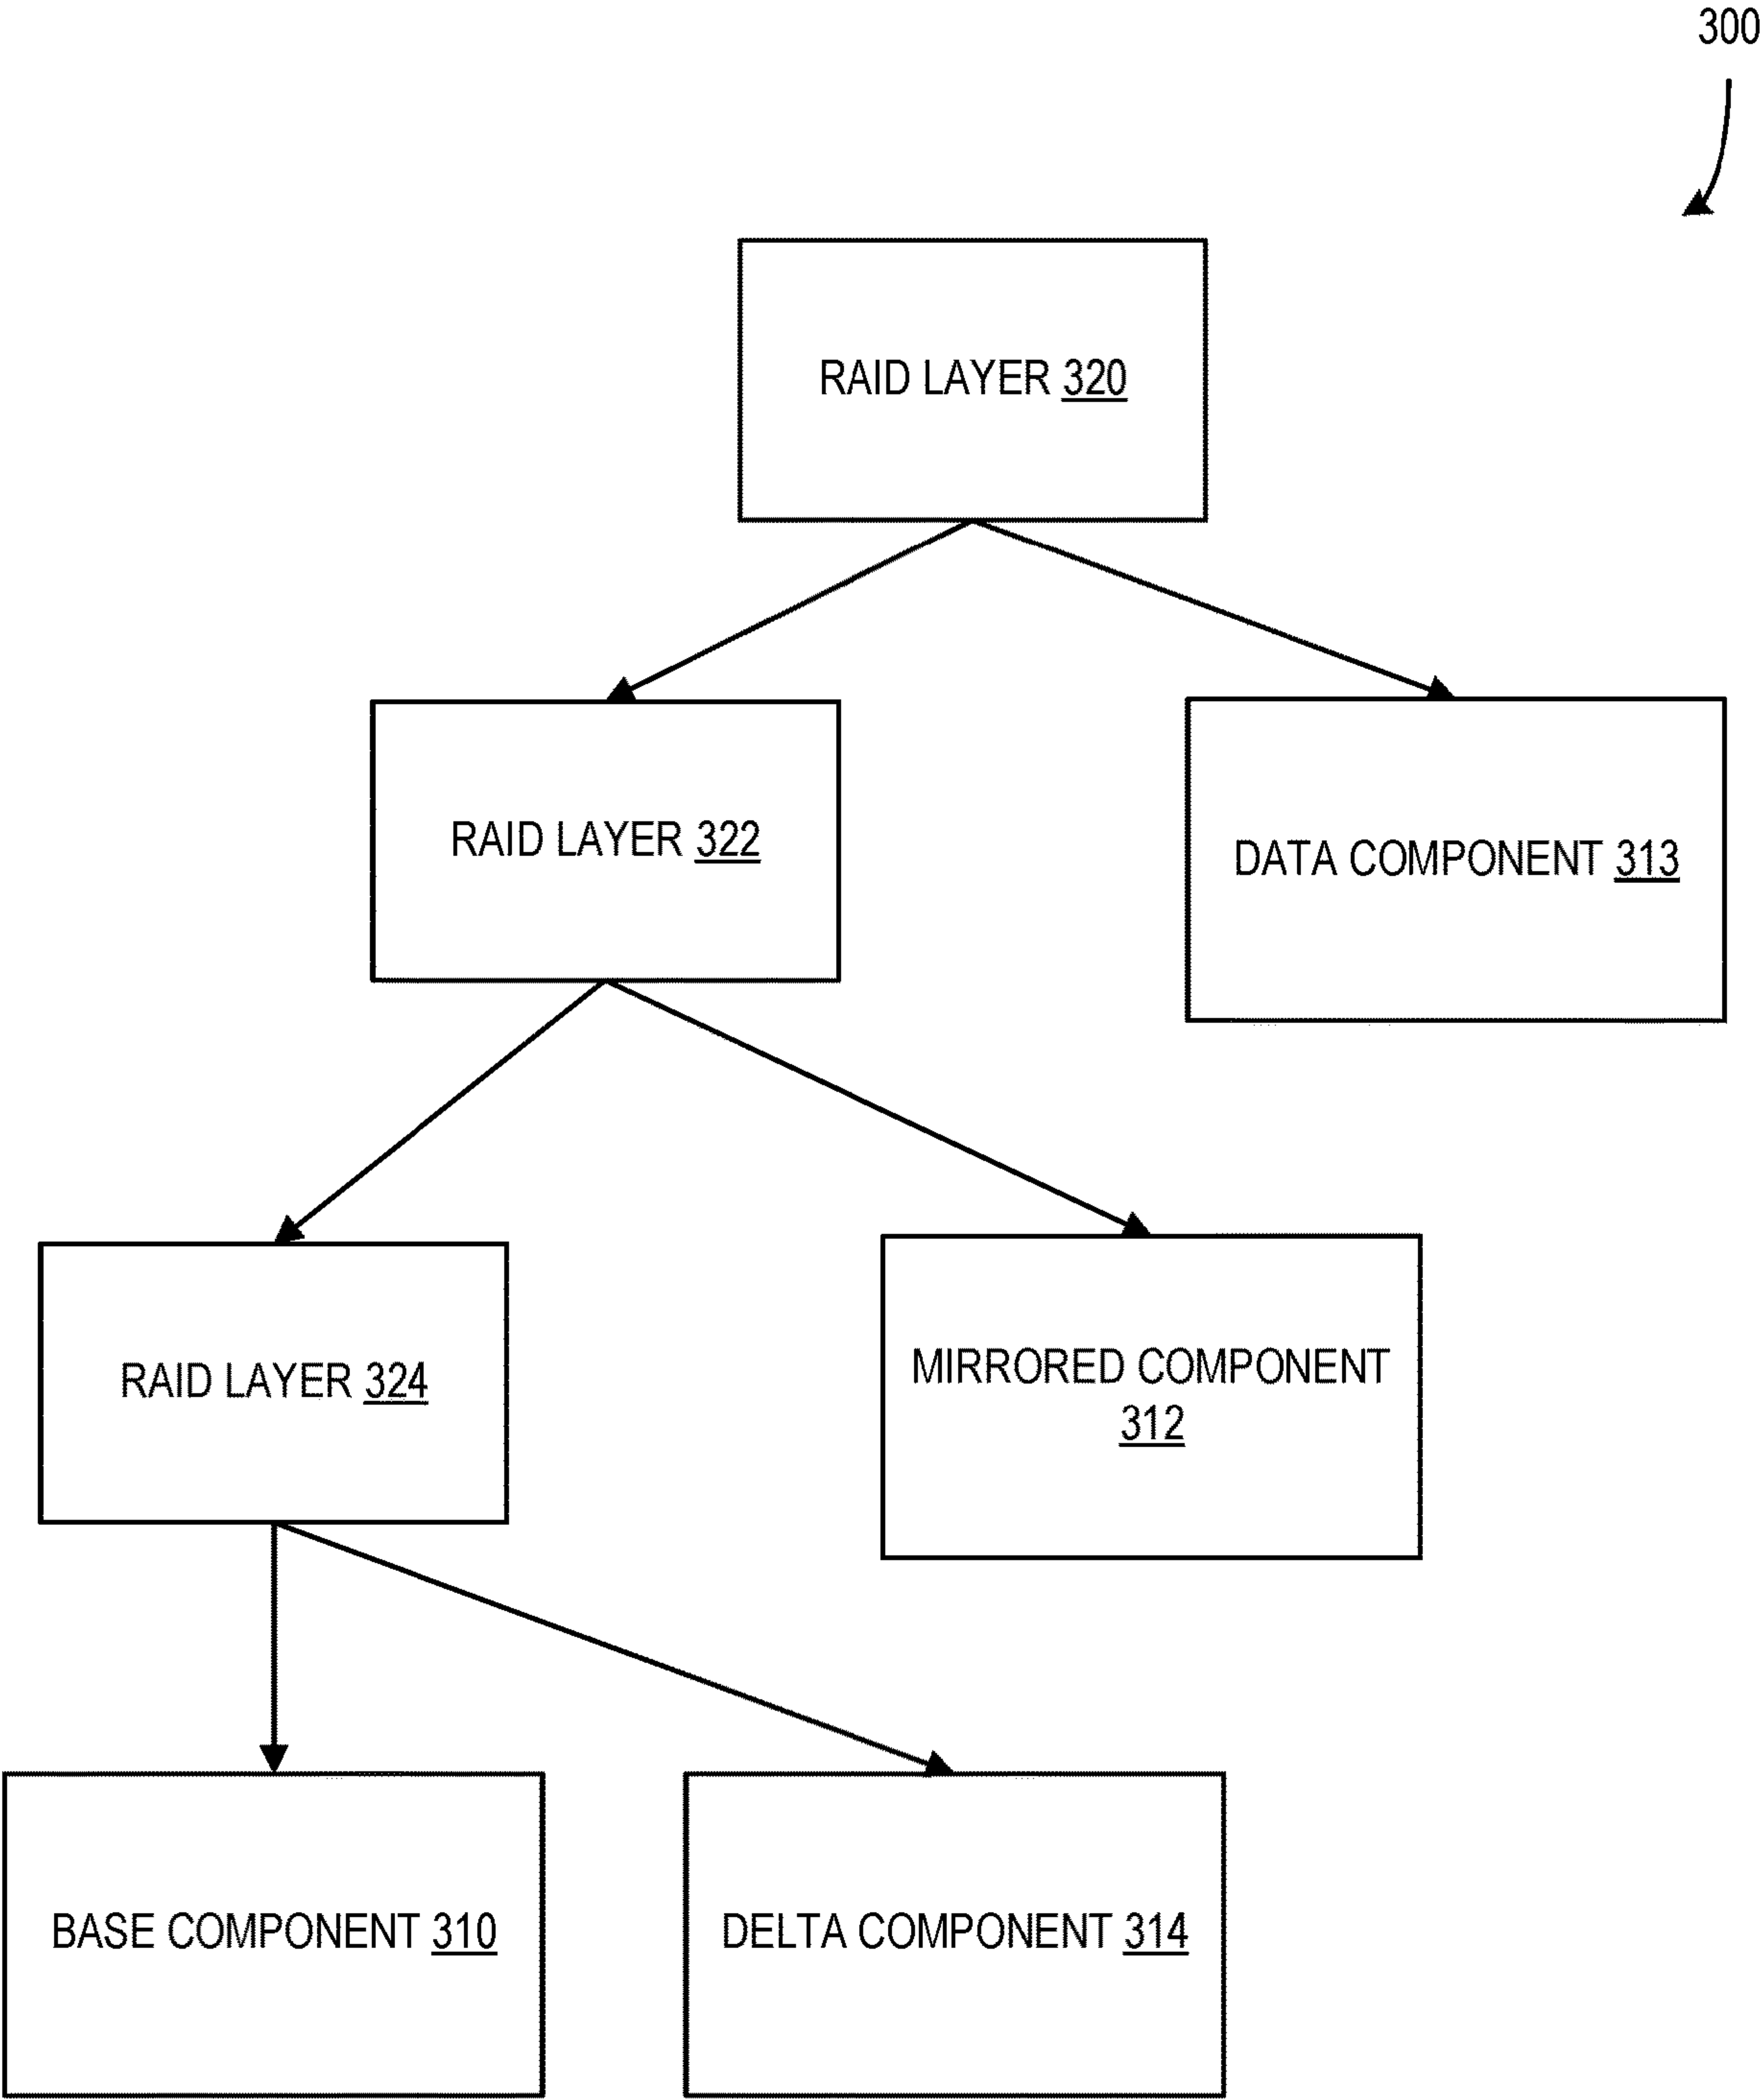 300
RAID LAYER 320
RAID LAYER 322
DATA COMPONENT 313
RAID LAYER 324
MIRRORED COMPONENT
312
BASE COMPONENT 310
DELTA COMPONENT 314